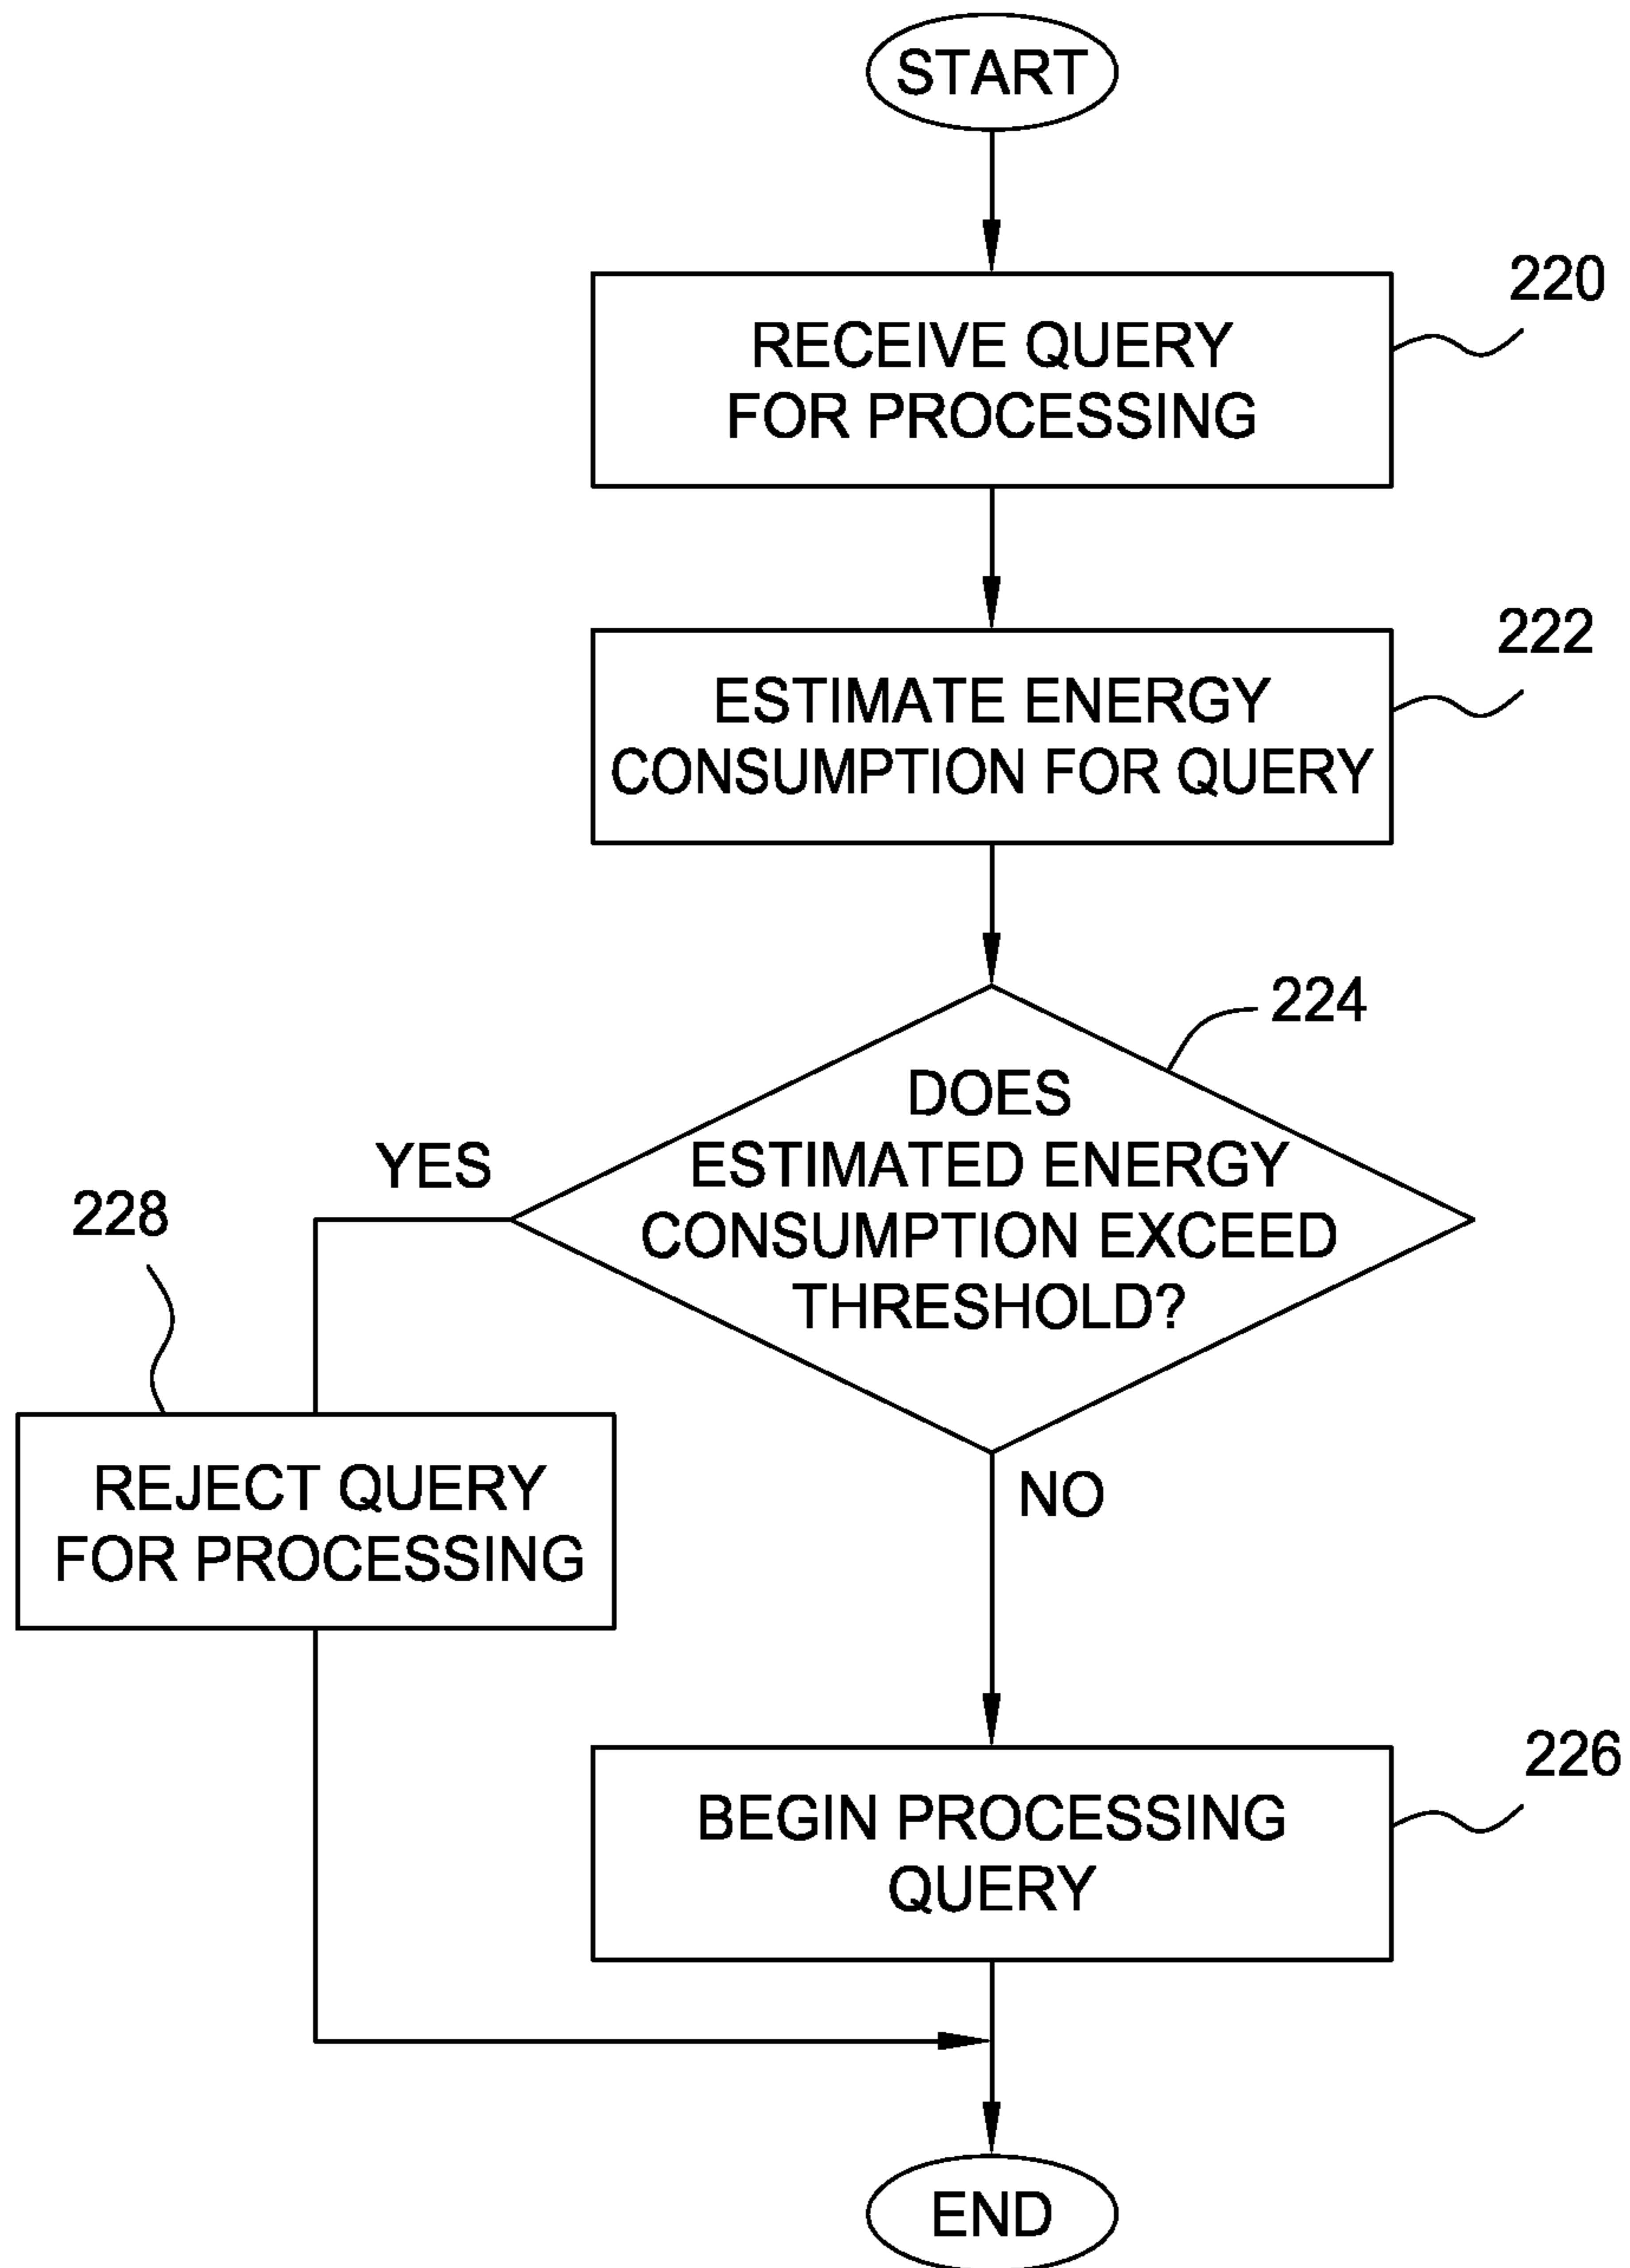 START
220
RECEIVE QUERY
FOR PROCESSING
222
ESTIMATE ENERGY
CONSUMPTION FOR QUERY
224
DOES
ESTIMATED ENERGY
CONSUMPTION EXCEED
THRESHOLD?
YES
228
REJECT QUERY
FOR PROCESSING
NO
226
BEGIN PROCESSING
QUERY
END